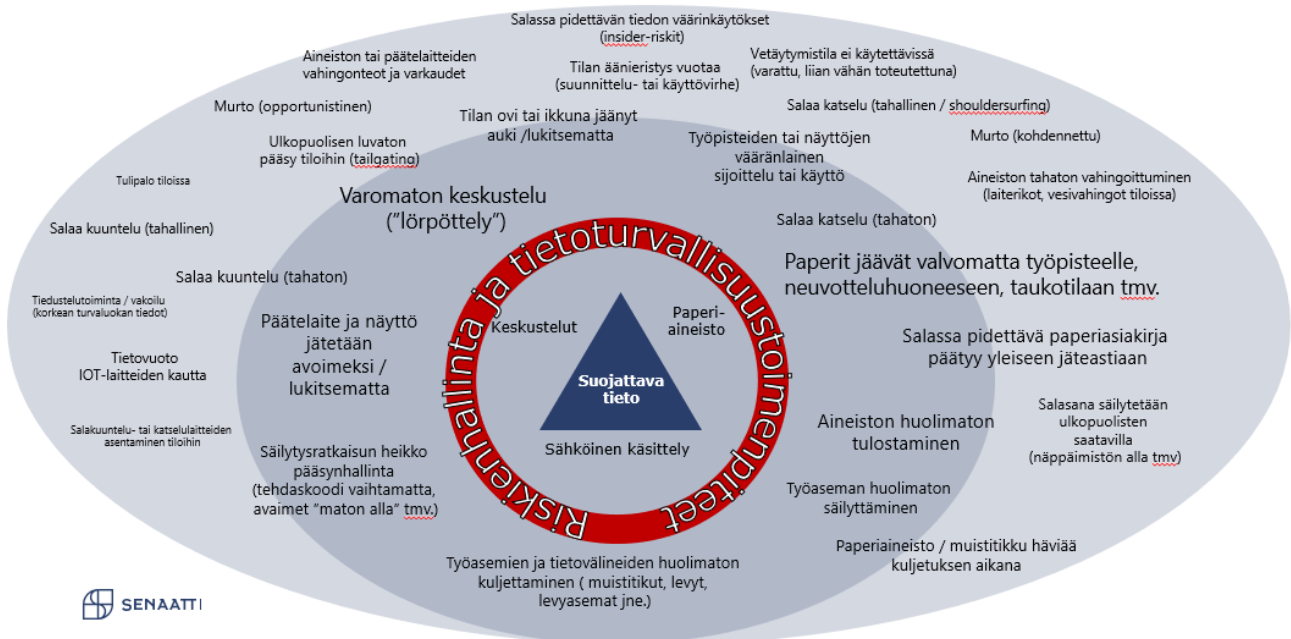 Salassa pidettävän tiedon väärinkäytökset
(insider-riskit)
Aineiston tai päätelaitteiden
vahingonteot ja varkaudet
Tilan äänieristys vuotaa
(suunnittelu- tai käyttövirhe)
Vetäytymistila ei käytettävissä
(varattu, liian vähän toteutettuna)
Murto (opportunistinen)
Tilan ovi tai ikkuna jäänyt
auki /lukitsematta
Salaa katselu (tahallinen / shouldersurfing)
Ulkopuolisen luvaton
pääsy tiloihin (tailgating)
Työpisteiden tai näyttöjen
vääränlainen
sijoittelu tai käyttö
Murto (kohdennettu)
Tulipalo tiloissa
Varomaton keskustelu
("lörpöttely")
Aineiston tahaton vahingoittuminen
(laiterikot, vesivahingot tiloissa)
Salaa kuuntelu (tahallinen)
Salaa katselu (tahaton)
Salaa kuuntelu (tahaton)
Paperit jäävät valvomatta työpisteelle,
neuvotteluhuoneeseen, taukotilaan tmv.
Tiedustelutoiminta / vakoilu
(korkean turvaluokan tiedot)
Päätelaite ja näyttö
jätetään
avoimeksi /
lukitsematta
Riskienhallinta ja tietoturvallisuustoimenpiteet
Keskustelut
Paperi-
aineisto
Suojattava
tieto
Sähköinen käsittely
Salassa pidettävä paperiasiakirja
päätyy yleiseen jäteastiaan
Tietovuoto
IOT-laitteiden kautta
Salakuuntelu- tai katselulaitteiden
asentaminen tiloihin
Aineiston huolimaton
tulostaminen
Salasana säilytetään
ulkopuolisten
saatavilla
(näppäimistön alla tmv)
Säilytysratkaisun heikko
pääsynhallinta
(tehdaskoodi vaihtamatta,
avaimet "maton alla" tmv.)
Työaseman huolimaton
säilyttäminen
Työasemien ja tietovälineiden huolimaton
kuljettaminen ( muistitikut, levyt,
levyasemat jne.)
Paperiaineisto / muistitikku häviää
kuljetuksen aikana
SENAATTI